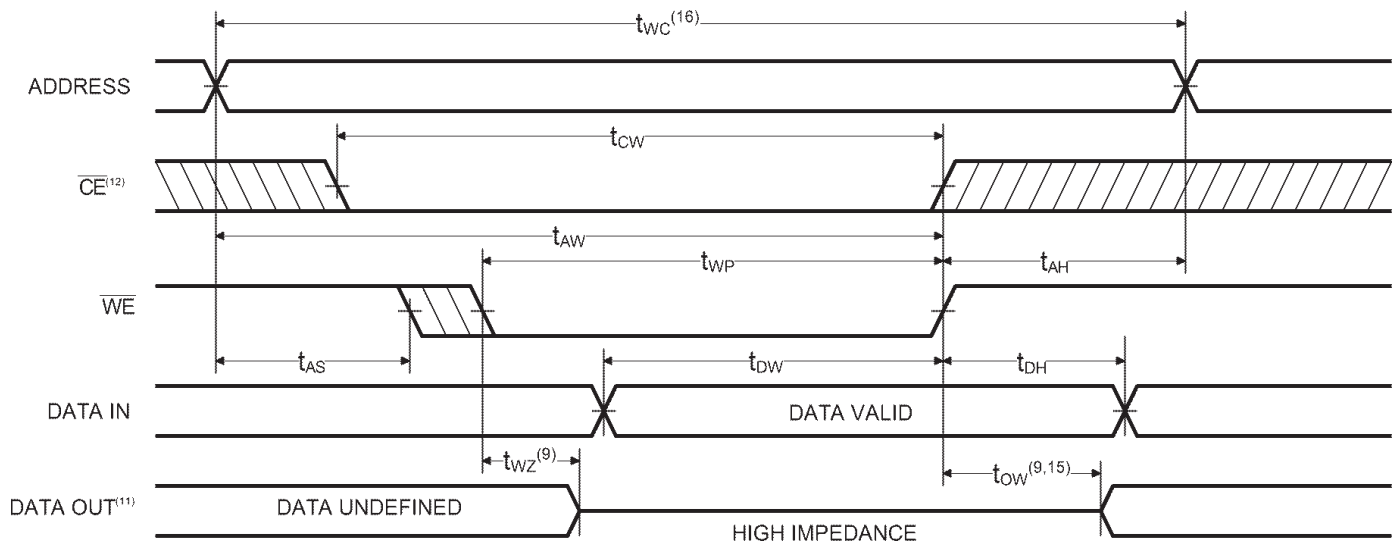 tWC(16)
ADDRESS
tCW
CE(12)
tAW
tWP
tAH
WE
tAS
tDW
tDH
DATA IN
DATA VALID
tWZ(9)
tOW(9,15)
DATA OUT(11)
DATA UNDEFINED
HIGH IMPEDANCE